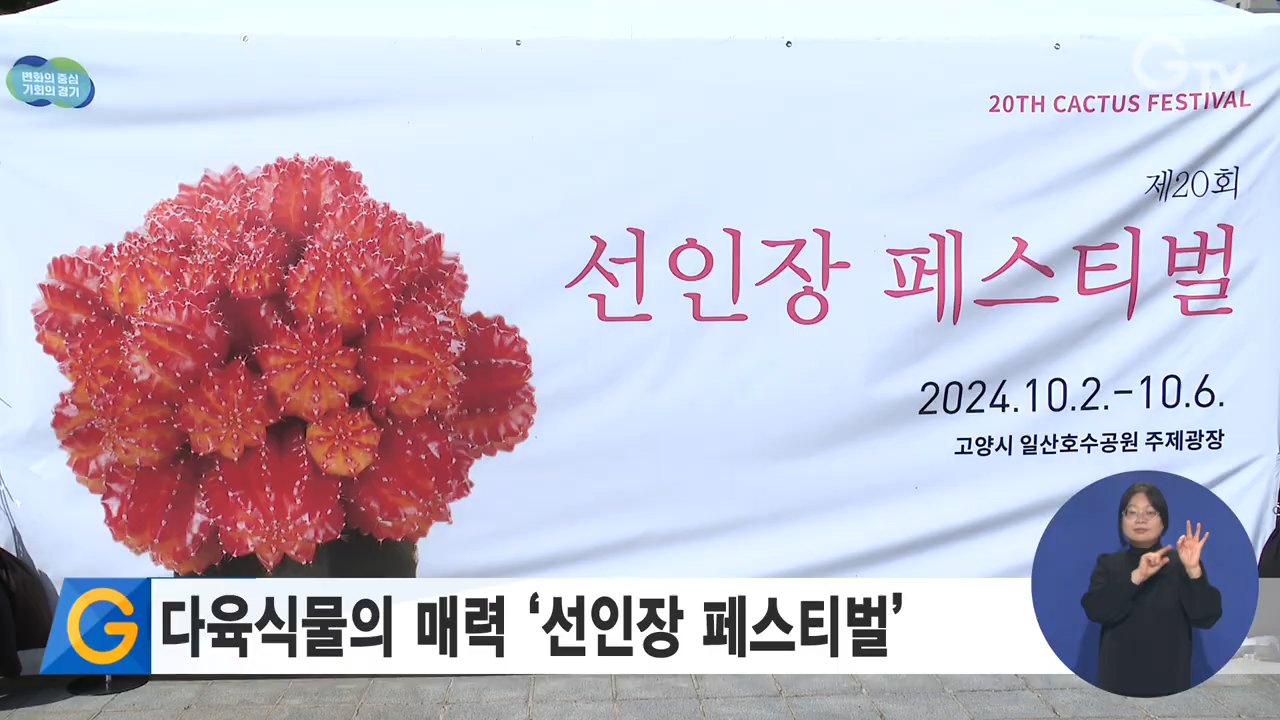 변화의 중심
기회의 경기
GTV
20TH CACTUS FESTIVAL
제20회
선인장 페스티벌
2024.10.2.-10.6.
고양시 일산호수공원 주제광장
G 다육식물의 매력 ‘선인장 페스티벌’